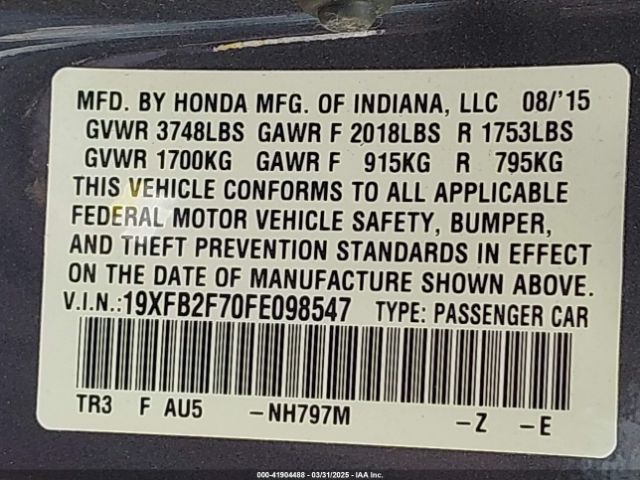 MFD. BY HONDA MFG. OF INDIANA, LLC 08/'15
GVWR 3748LBS GAWR F 2018LBS R 1753LBS
GVWR 1700KG GAWR F 915KG R 795KG
THIS VEHICLE CONFORMS TO ALL APPLICABLE
FEDERAL MOTOR VEHICLE SAFETY, BUMPER,
AND THEFT PREVENTION STANDARDS IN EFFECT
ON THE DATE OF MANUFACTURE SHOWN ABOVE.
V.I.N.:19XFB2F70FE098547 TYPE: PASSENGER CAR
TR3 F AU5 -NH797M -Z -E
000-41904488 - 03/31/2025 - IAA Inc.